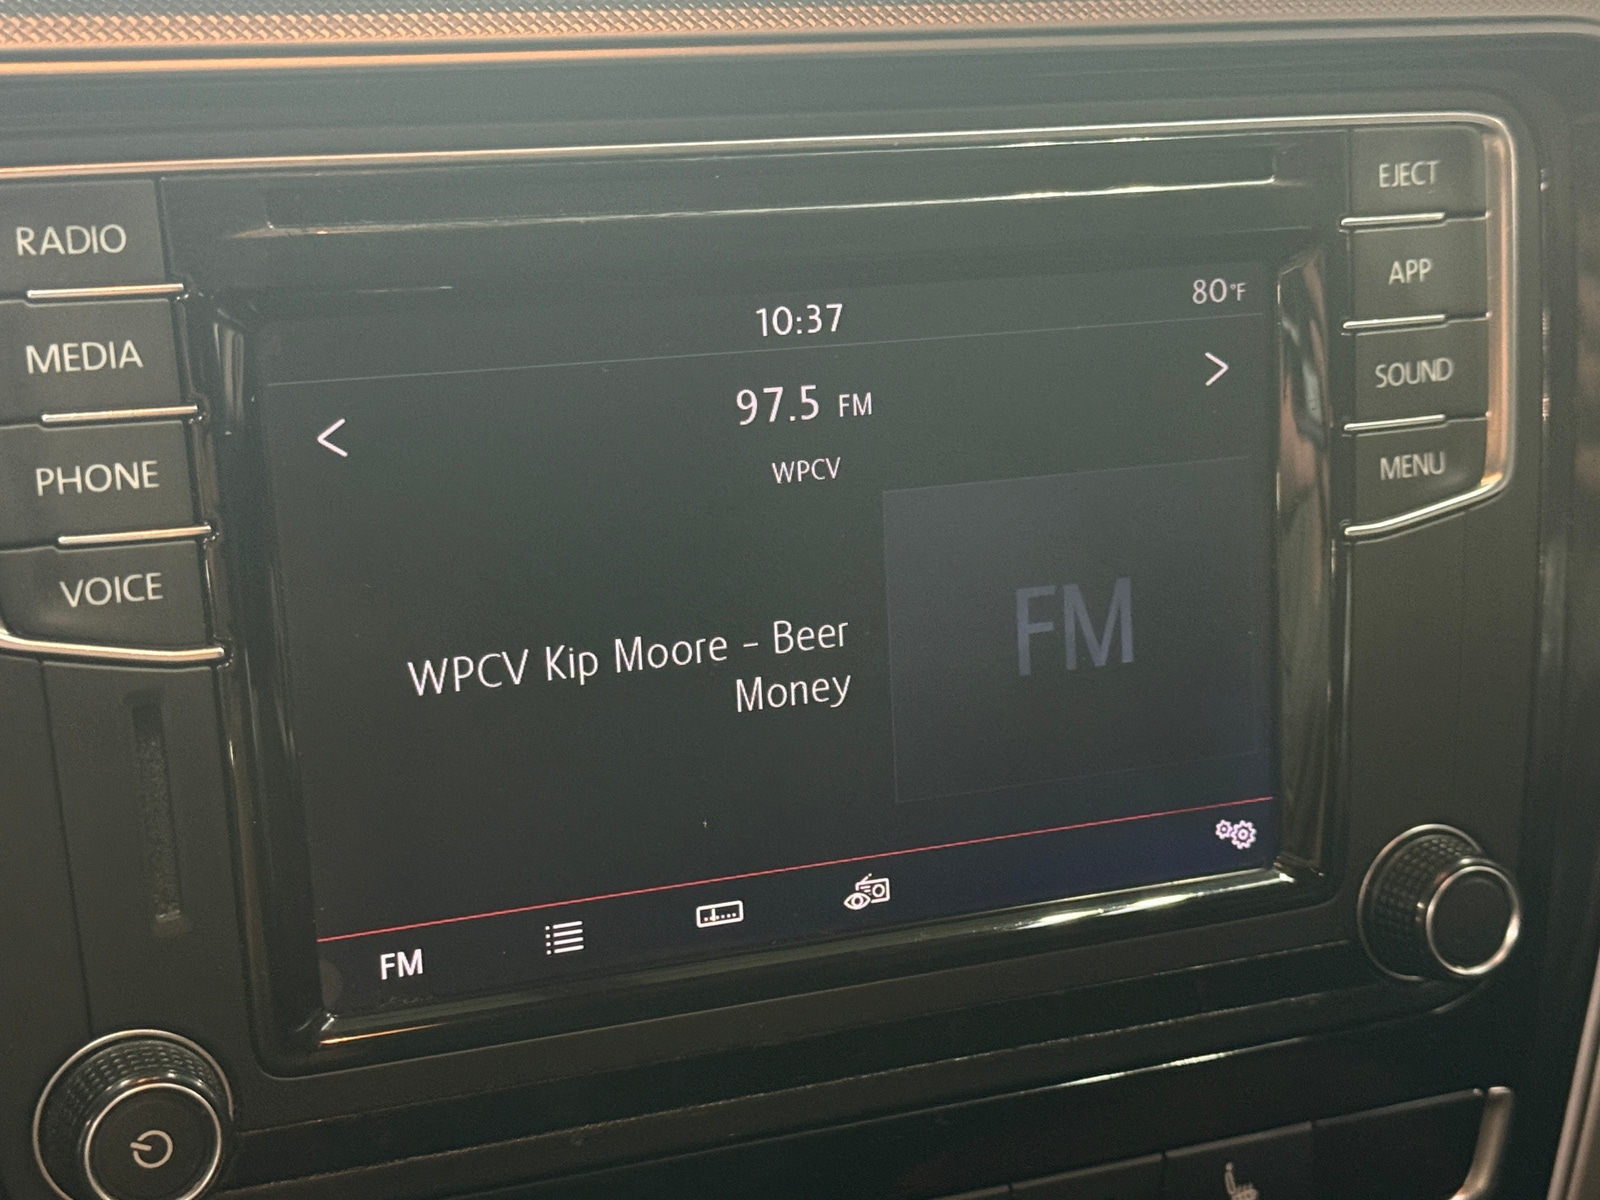 EJECT
RADIO
APP
80°F
10:37
MEDIA
SOUND
97.5 FM
PHONE
WPCV
MENU
VOICE
FM
WPCV Kip Moore – Beer
Money
FM